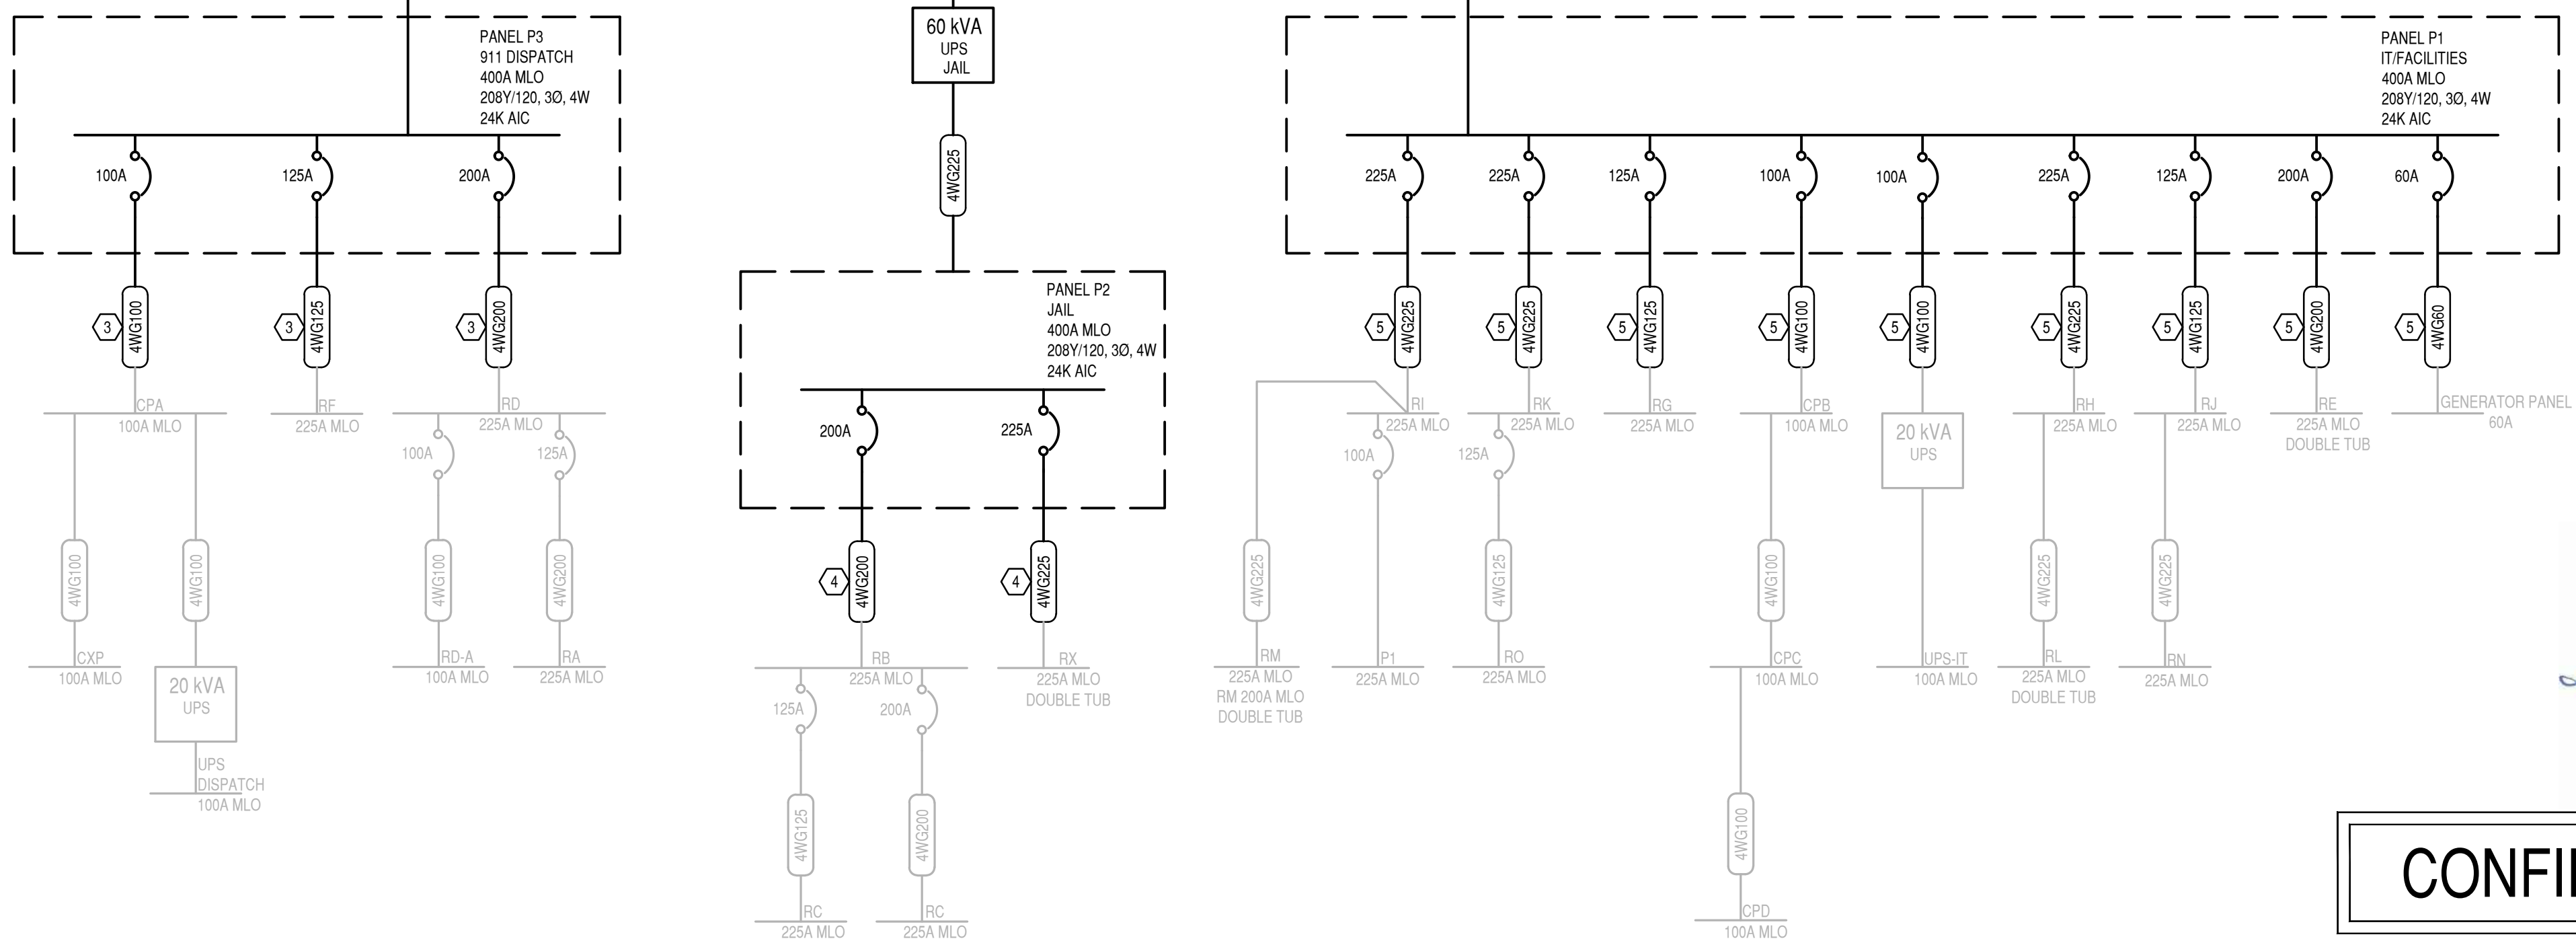 PANEL P3
911 DISPATCH
400A MLO
208Y/120, 3Ø, 4W
24K AIC
100A
125A
200A
3
4WG100
3
4WG125
3
4WG200
CPA
100A MLO
RF
225A MLO
RD
225A MLO
100A
125A
4WG100
4WG100
4WG100
4WG200
CXP
100A MLO
20 kVA
UPS
RD-A
100A MLO
RA
225A MLO
UPS
DISPATCH
100A MLO
60 kVA
UPS
JAIL
4WG225
PANEL P2
JAIL
400A MLO
208Y/120, 3Ø, 4W
24K AIC
200A
225A
4
4WG200
4
4WG225
RB
225A MLO
RX
225A MLO
DOUBLE TUB
125A
200A
4WG125
4WG200
RC
225A MLO
RC
225A MLO
PANEL P1
IT/FACILITIES
400A MLO
208Y/120, 3Ø, 4W
24K AIC
225A
225A
125A
100A
100A
225A
125A
200A
60A
5
4WG225
5
4WG225
5
4WG125
5
4WG100
5
4WG100
5
4WG225
5
4WG125
5
4WG200
5
4WG60
RI
225A MLO
RK
225A MLO
RG
225A MLO
CPB
100A MLO
20 kVA
UPS
RH
225A MLO
RJ
225A MLO
RE
225A MLO
DOUBLE TUB
GENERATOR PANEL
60A
100A
125A
4WG225
4WG125
4WG100
4WG225
4WG225
RM
225A MLO
RM 200A MLO
DOUBLE TUB
P1
225A MLO
RO
225A MLO
CPC
100A MLO
UPS-IT
100A MLO
RL
225A MLO
DOUBLE TUB
RN
225A MLO
4WG100
CPD
100A MLO